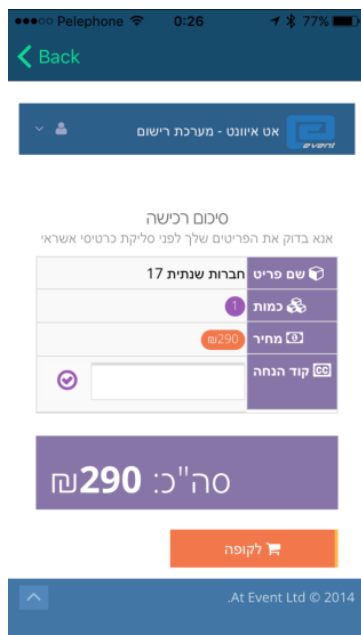 Pelephone 0:26 77%
Back
אט איוונט - מערכת רישום
event
סיכום רכישה
אנא בדוק את הפריטים שלך לפני סליקת כרטיסי אשראי
שם פריט חברות שנתית 17
כמות 1
מחיר ₪290
קוד הנחה
סה"כ: 290₪
לקופה
At Event Ltd © 2014.